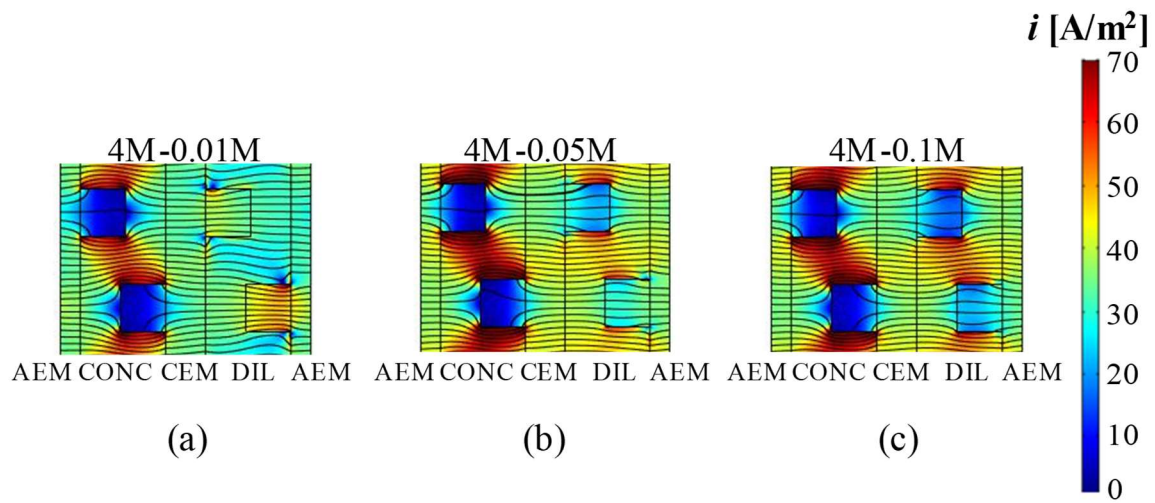 i [A/m²]
70
60
50
40
30
20
10
0
4M-0.01M
4M-0.05M
4M-0.1M
AEM CONC CEM DIL AEM
AEM CONC CEM DIL AEM
AEM CONC CEM DIL AEM
(a)
(b)
(c)